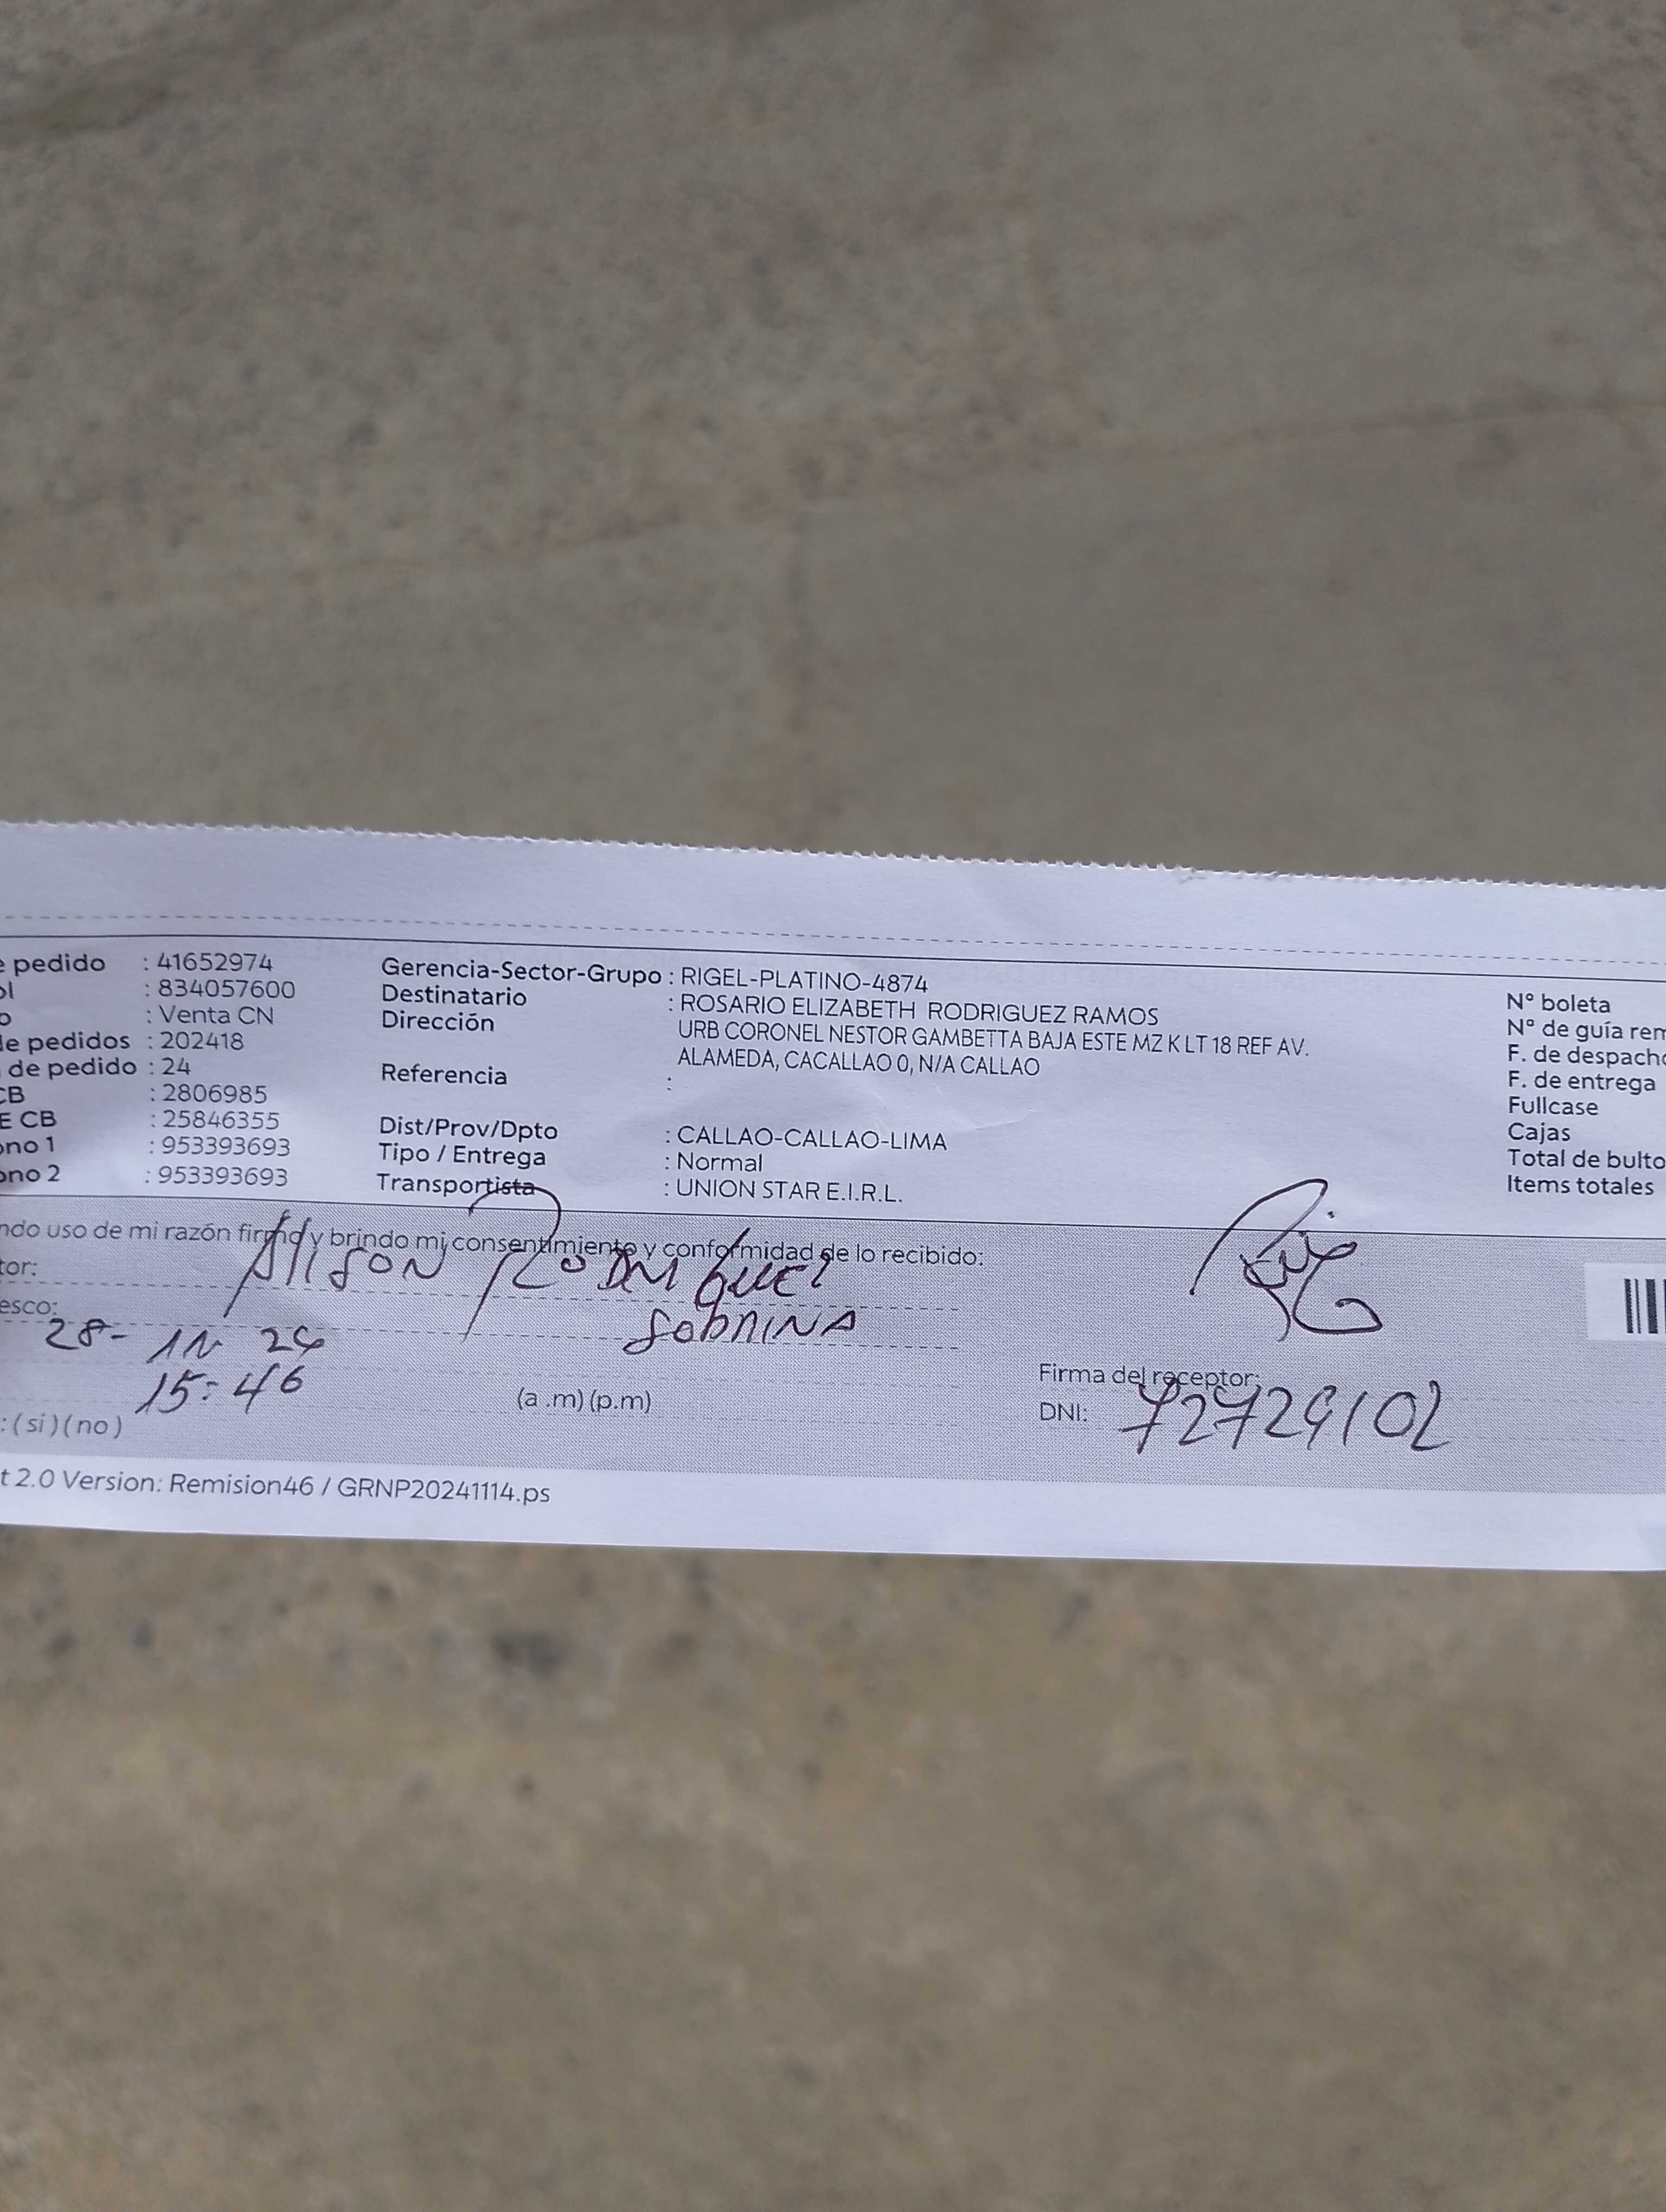 e pedido : 41652974
ol : 834057600
o : Venta CN
de pedidos : 202418
de pedido : 24
CB : 2806985
E CB : 25846355
ono 1 : 953393693
ono 2 : 953393693
Gerencia-Sector-Grupo : RIGEL-PLATINO-4874
Destinatario : ROSARIO ELIZABETH RODRIGUEZ RAMOS
Dirección URB CORONEL NESTOR GAMBETTA BAJA ESTE MZ K LT 18 REF AV.
ALAMEDA, CACALLAO 0, N/A CALLAO
Referencia :
Dist/Prov/Dpto : CALLAO-CALLAO-LIMA
Tipo / Entrega : Normal
Transportista : UNION STAR E.I.R.L.
N° boleta
N° de guía rem
F. de despacho
F. de entrega
Fullcase
Cajas
Total de bulto
Items totales
ndo uso de mi razón firmo y brindo mi consentimiento y conformidad de lo recibido:
tor: Alison RODRIGUEZ
esco: SOBRINA
28- 11 24
15:46 (a .m) (p.m)
: (si) (no)
Firma del receptor:
DNI: 72729102
t 2.0 Version: Remision46 / GRNP20241114.ps